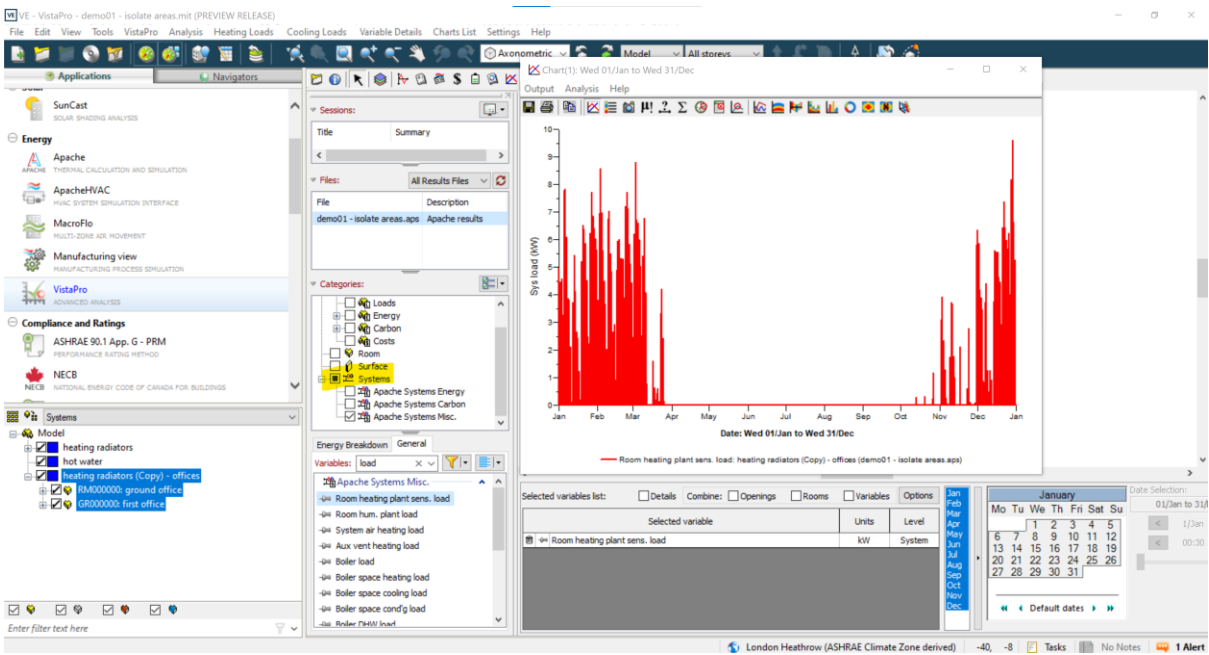 VE - VistaPro - demo01 - isolate areas.mit (PREVIEW RELEASE)
File Edit View Tools VistaPro Analysis Heating Loads Cooling Loads Variable Details Charts List Settings Help
Axonometric Model All storeys
Applications Navigators
SunCast
SOLAR SHADING ANALYSIS
Energy
Apache
APACHE THERMAL CALCULATION AND SIMULATION
ApacheHVAC
HVAC SYSTEM SIMULATION INTERFACE
MacroFlo
MULTI-ZONE AIR MOVEMENT
Manufacturing view
MANUFACTURING PROCESS SIMULATION
VistaPro
ADVANCED ANALYSIS
Compliance and Ratings
ASHRAE 90.1 App. G - PRM
PERFORMANCE RATING METHOD
NECB
NECB NATIONAL ENERGY CODE OF CANADA FOR BUILDINGS
Systems
Model
heating radiators
hot water
heating radiators (Copy) - offices
RM000000: ground office
GR000000: first office
Enter filter text here
Sessions:
Title Summary
Files: All Results Files
File Description
demo01 - isolate areas.aps Apache results
Categories:
Loads
Energy
Carbon
Costs
Room
Surface
Systems
Apache Systems Energy
Apache Systems Carbon
Apache Systems Misc.
Energy Breakdown General
Variables: load
Apache Systems Misc.
Room heating plant sens. load
Room hum. plant load
System air heating load
Aux vent heating load
Boiler load
Boiler space heating load
Boiler space cooling load
Boiler space cond'g load
Boiler DHW load
Chart(1): Wed 01/Jan to Wed 31/Dec
Output Analysis Help
10
9
8
7
6
5
4
3
2
1
0
Sys load (kW)
Jan Feb Mar Apr May Jun Jul Aug Sep Oct Nov Dec Jan
Date: Wed 01/Jan to Wed 31/Dec
Room heating plant sens. load: heating radiators (Copy) - offices (demo01 - isolate areas.aps)
Selected variables list: Details Combine: Openings Rooms Variables Options
Selected variable Units Level
Room heating plant sens. load kW System
Jan
Feb
Mar
Apr
May
Jun
Jul
Aug
Sep
Oct
Nov
Dec
January
Mo Tu We Th Fri Sat Su
1 2 3 4 5
6 7 8 9 10 11 12
13 14 15 16 17 18 19
20 21 22 23 24 25 26
27 28 29 30 31
Default dates
Date Selection:
01/Jan to 31/
< 1/Jan
< 00:30
London Heathrow (ASHRAE Climate Zone derived) -40, -8 Tasks No Notes 1 Alert